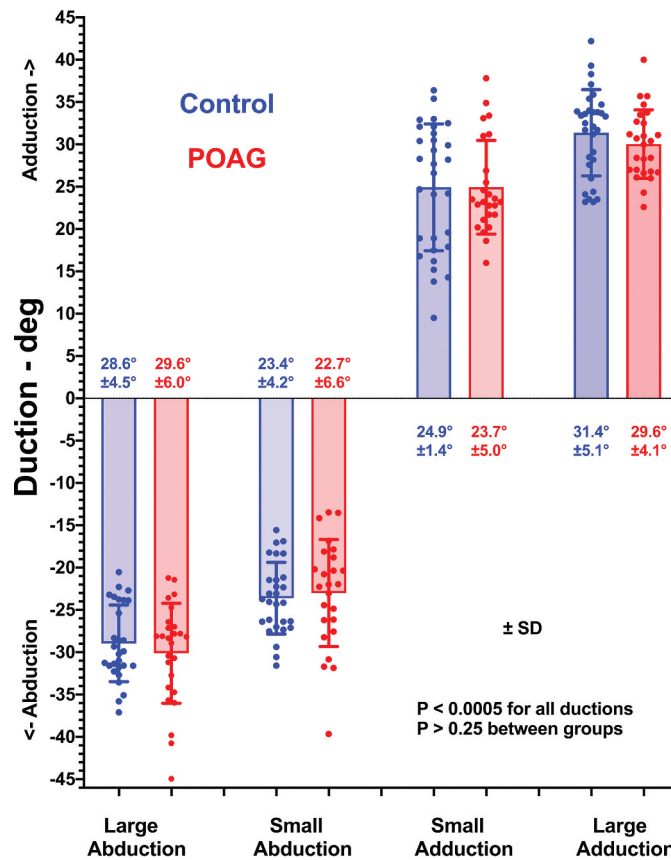 45
40
35
30
25
20
15
10
5
0
-5
-10
-15
-20
-25
-30
-35
-40
-45
Adduction ->
Duction - deg
<- Abduction
Control
POAG
28.6° 29.6° 23.4° 22.7°
±4.5° ±6.0° ±4.2° ±6.6°
24.9° 23.7° 31.4° 29.6°
±1.4° ±5.0° ±5.1° ±4.1°
± SD
P < 0.0005 for all ductions
P > 0.25 between groups
Large Small Small Large
Abduction Abduction Adduction Adduction